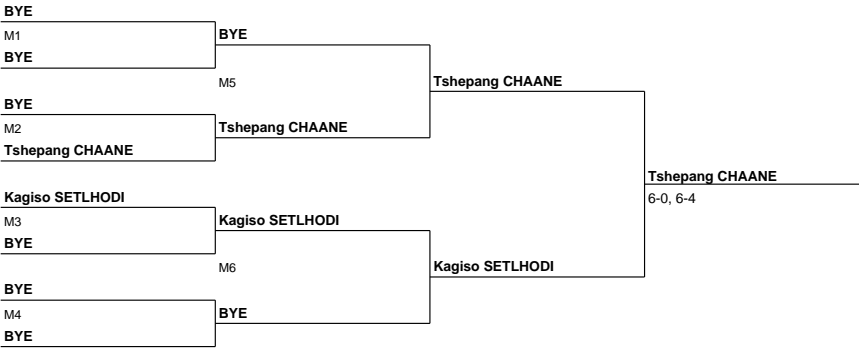 BYE
M1
BYE
BYE
M5
Tshepang CHAANE
BYE
M2
Tshepang CHAANE
Tshepang CHAANE
Tshepang CHAANE
6-0, 6-4
Kagiso SETLHODI
M3
Kagiso SETLHODI
BYE
M6
Kagiso SETLHODI
BYE
M4
BYE
BYE